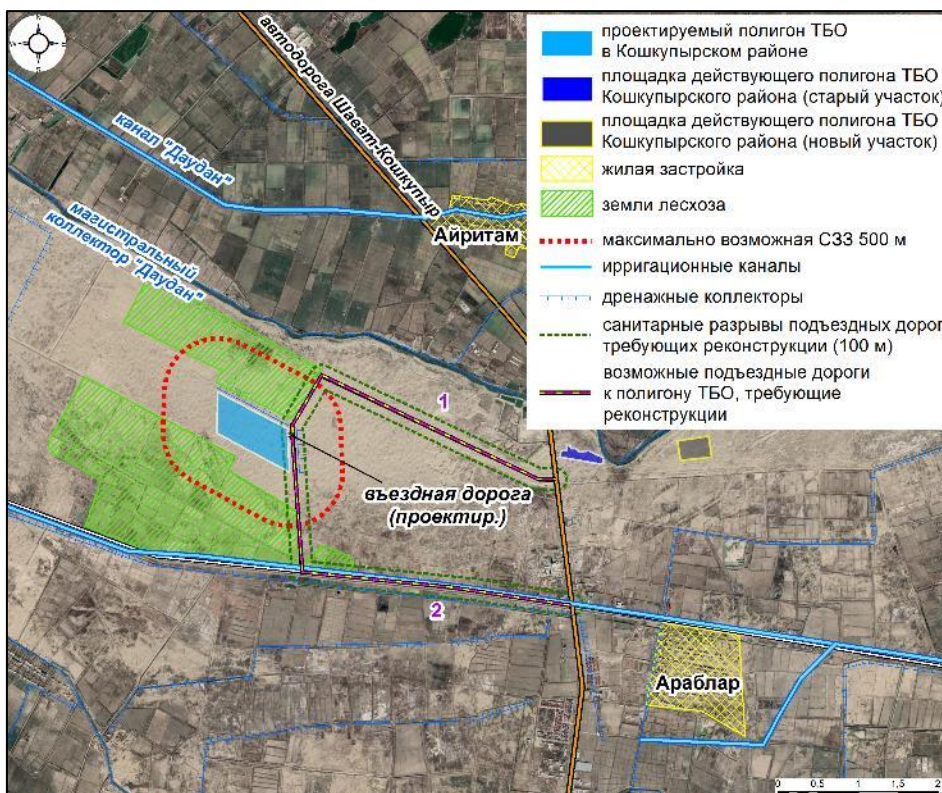 проектируемый полигон ТБО
в Кошкупырском районе
площадка действующего полигона ТБО
Кошкупырского района (старый участок)
площадка действующего полигона ТБО
Кошкупырского района (новый участок)
жилая застройка
земли лесхоза
максимально возможная СЗЗ 500 м
ирригационные каналы
дренажные коллекторы
санитарные разрывы подъездных дорог
требующих реконструкции (100 м)
возможные подъездные дороги
к полигону ТБО, требующие
реконструкции
автодорога Шават-Кошкупыр
канал "Даудан"
магистральный
коллектор "Даудан"
Айритам
1
въездная дорога
(проектир.)
2
Араблар
0 0,5 1 1,5 2